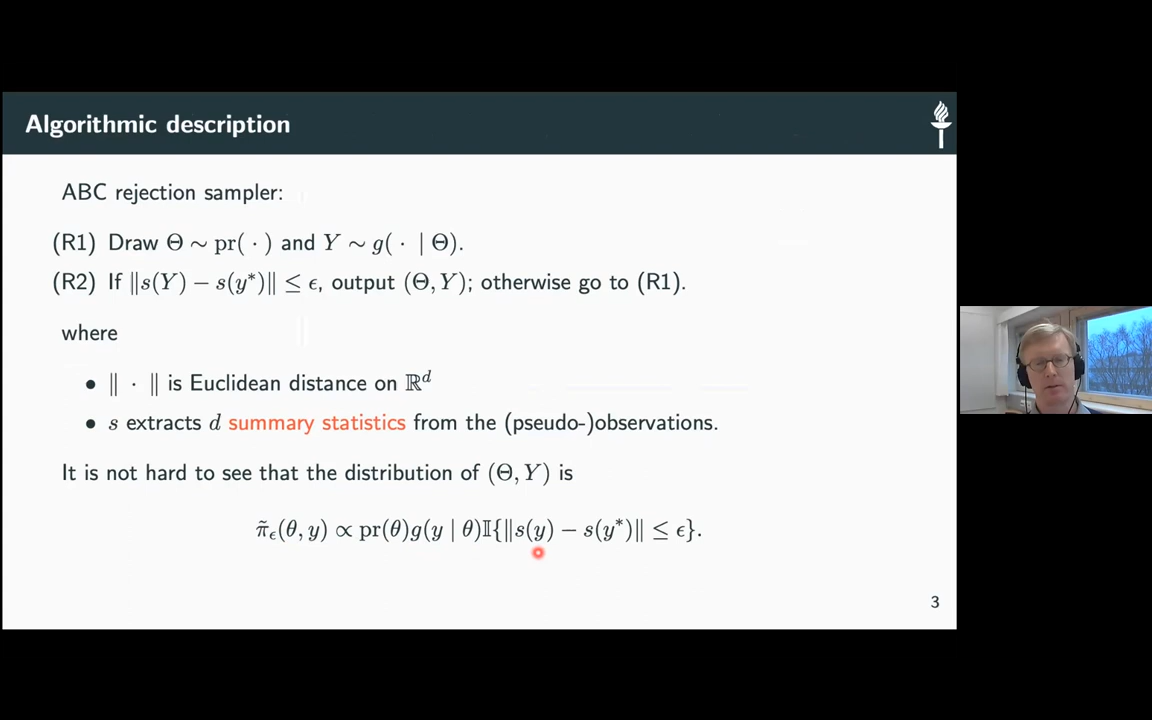 Algorithmic description
ABC rejection sampler:
(R1) Draw Θ ∼ pr( · ) and Y ∼ g( · | Θ).
(R2) If ‖s(Y) − s(y*)‖ ≤ ϵ, output (Θ, Y); otherwise go to (R1).
where
• ‖ · ‖ is Euclidean distance on ℝᵈ
• s extracts d summary statistics from the (pseudo-)observations.
It is not hard to see that the distribution of (Θ, Y) is
π̃_ϵ(θ, y) ∝ pr(θ)g(y | θ)𝕀{‖s(y) − s(y*)‖ ≤ ϵ}.
3